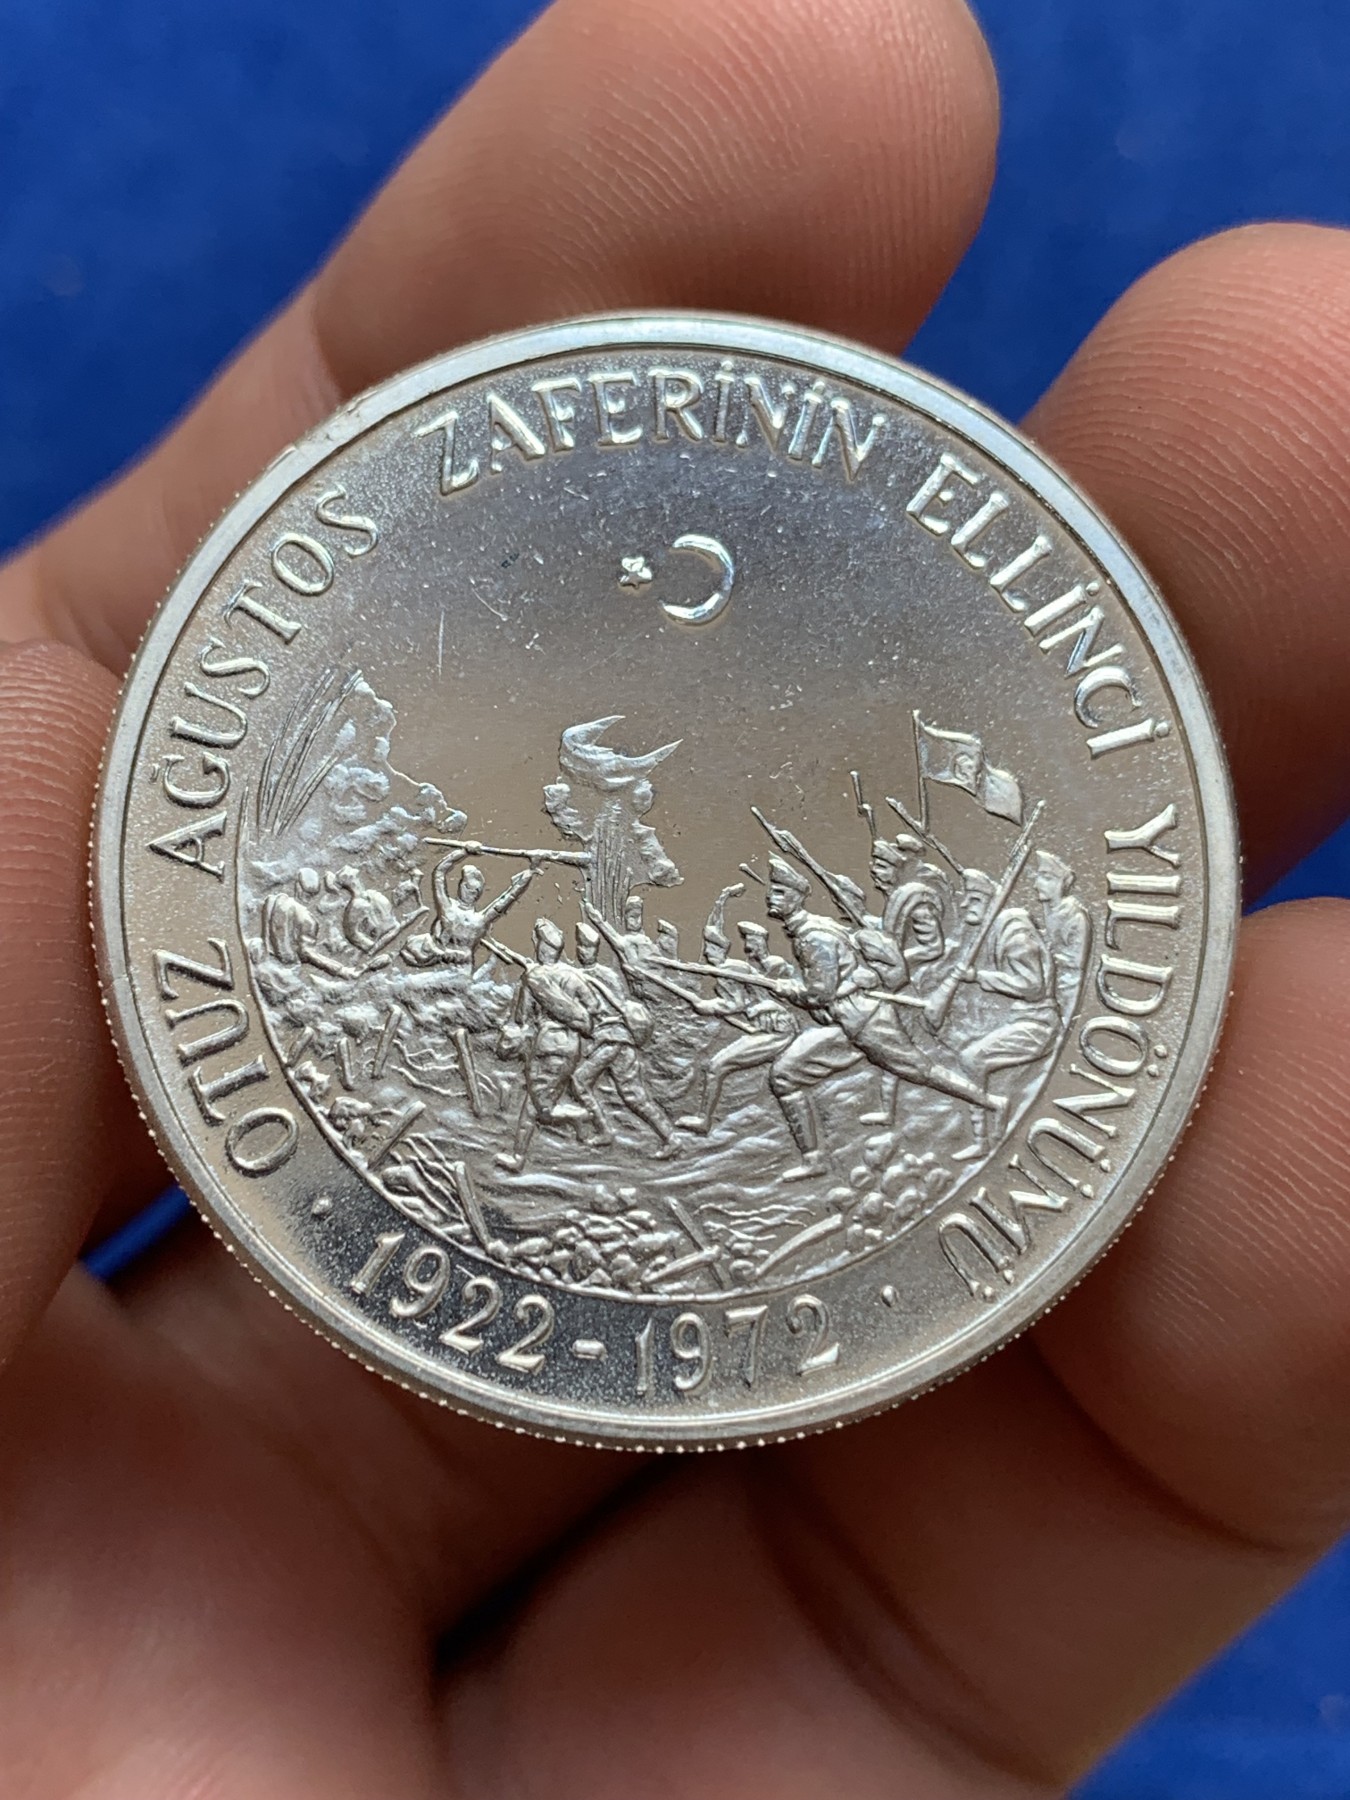 OTUZ AĞUSTOS ZAFERİNİN ELLİNCİ YILDÖNÜMÜ
· 1922-1972 ·